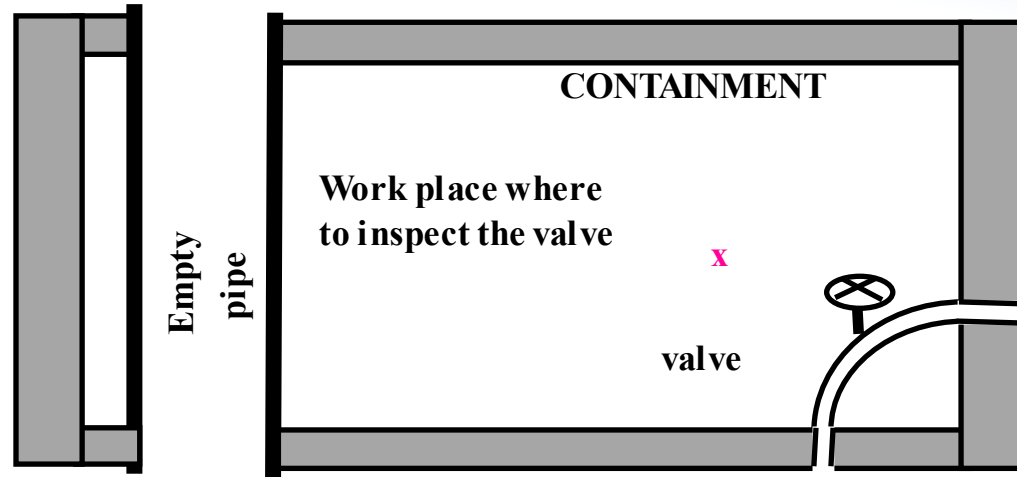 CONTAINMENT
Work place where
to inspect the valve
x
Empty
pipe
valve